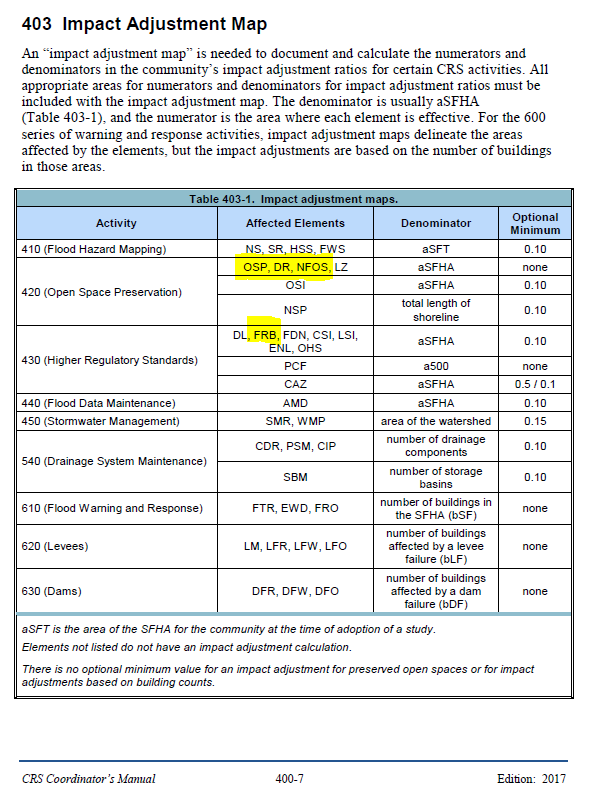 403 Impact Adjustment Map
An “impact adjustment map” is needed to document and calculate the numerators and
denominators in the community’s impact adjustment ratios for certain CRS activities. All
appropriate areas for numerators and denominators for impact adjustment ratios must be
included with the impact adjustment map. The denominator is usually aSFHA
(Table 403-1), and the numerator is the area where each element is effective. For the 600
series of warning and response activities, impact adjustment maps delineate the areas
affected by the elements, but the impact adjustments are based on the number of buildings
in those areas.
Table 403-1. Impact adjustment maps.
Activity Affected Elements Denominator Optional Minimum
410 (Flood Hazard Mapping) NS, SR, HSS, FWS aSFT 0.10
420 (Open Space Preservation) OSP, DR, NFOS, LZ aSFHA none
OSI aSFHA 0.10
NSP total length of shoreline 0.10
430 (Higher Regulatory Standards) DL, FRB, FDN, CSI, LSI, ENL, OHS aSFHA 0.10
PCF a500 none
CAZ aSFHA 0.5 / 0.1
440 (Flood Data Maintenance) AMD aSFHA 0.10
450 (Stormwater Management) SMR, WMP area of the watershed 0.15
540 (Drainage System Maintenance) CDR, PSM, CIP number of drainage components 0.10
SBM number of storage basins 0.10
610 (Flood Warning and Response) FTR, EWD, FRO number of buildings in the SFHA (bSF) none
620 (Levees) LM, LFR, LFW, LFO number of buildings affected by a levee failure (bLF) none
630 (Dams) DFR, DFW, DFO number of buildings affected by a dam failure (bDF) none
aSFT is the area of the SFHA for the community at the time of adoption of a study.
Elements not listed do not have an impact adjustment calculation.
There is no optional minimum value for an impact adjustment for preserved open spaces or for impact
adjustments based on building counts.
CRS Coordinator’s Manual 400-7 Edition: 2017